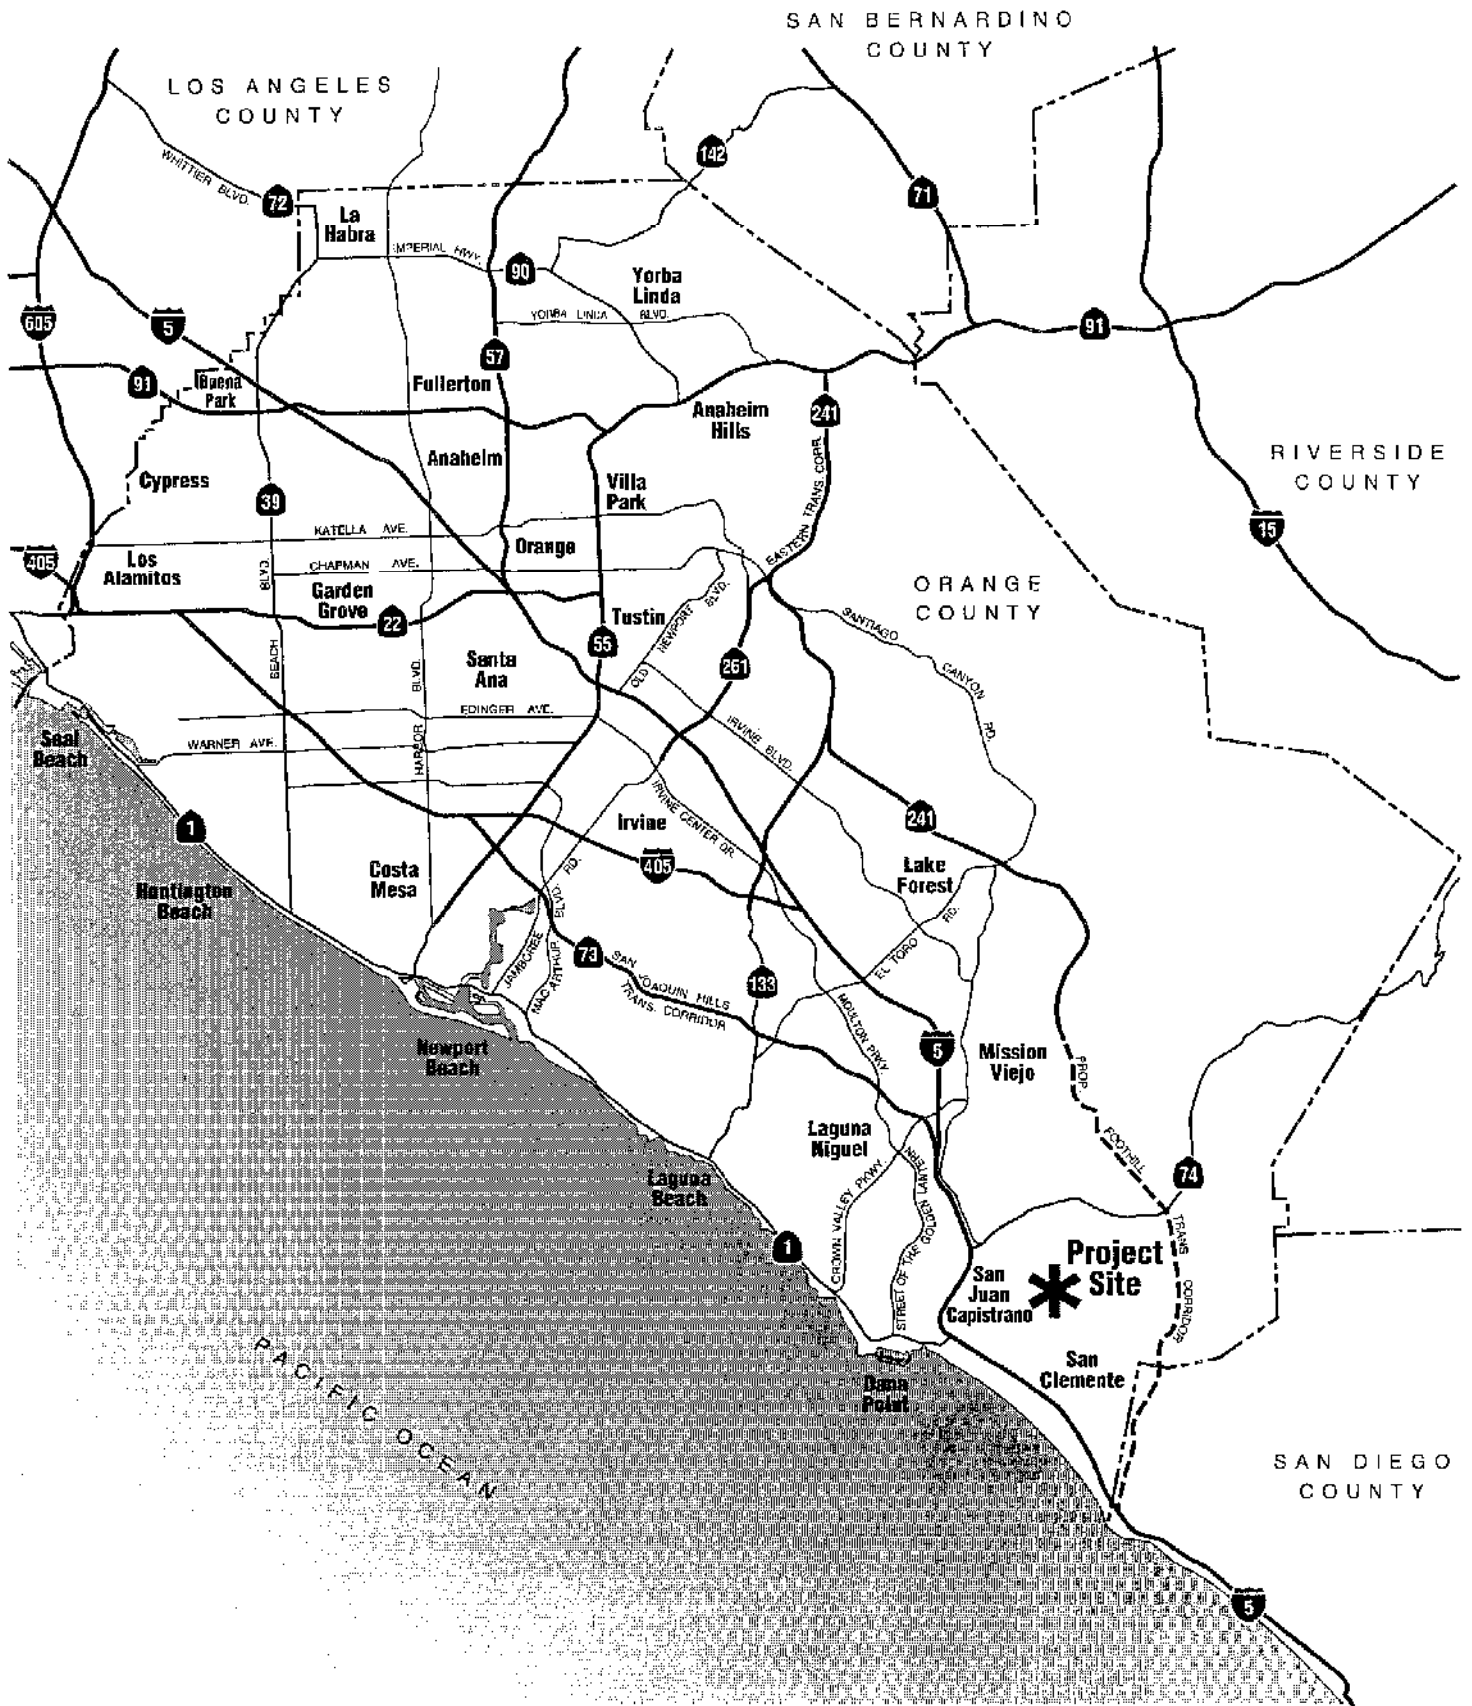 SAN BERNARDINO
COUNTY
LOS ANGELES
COUNTY
142
WHITTIER BLVD.
72
71
La
Habra
IMPERIAL HWY.
90
Yorba
Linda
605
5
YORBA LINDA BLVD.
91
57
91
Buena
Park
Fullerton
Anaheim
Hills
241
RIVERSIDE
COUNTY
Anaheim
Cypress
Villa
Park
39
EASTERN TRANS. CORR.
15
KATELLA AVE.
Orange
405
Los
Alamitos
CHAPMAN AVE.
BLVD.
Garden
Grove
22
ORANGE
COUNTY
Tustin
OLD NEWPORT BLVD.
SANTIAGO CANYON RD.
55
BEACH
Santa
Ana
261
HARBOR BLVD.
EDINGER AVE.
WARNER AVE.
IRVINE BLVD.
Seal
Beach
IRVINE CENTER DR.
1
Irvine
241
405
Costa
Mesa
Lake
Forest
Huntington
Beach
JAMBOREE RD.
MAC ARTHUR BLVD.
73
SAN JOAQUIN HILLS
TRANS. CORRIDOR
133
EL TORO RD.
MOULTON PRKY.
Newport
Beach
5
Mission
Viejo
PROP. FOOTHILL TRANS CORRIDOR
Laguna
Niguel
74
Laguna
Beach
CROWN VALLEY PKWY.
STREET OF THE GOLDEN LANTERN
1
Project
Site
San
Juan
Capistrano
San
Clemente
Dana
Point
PACIFIC OCEAN
SAN DIEGO
COUNTY
5